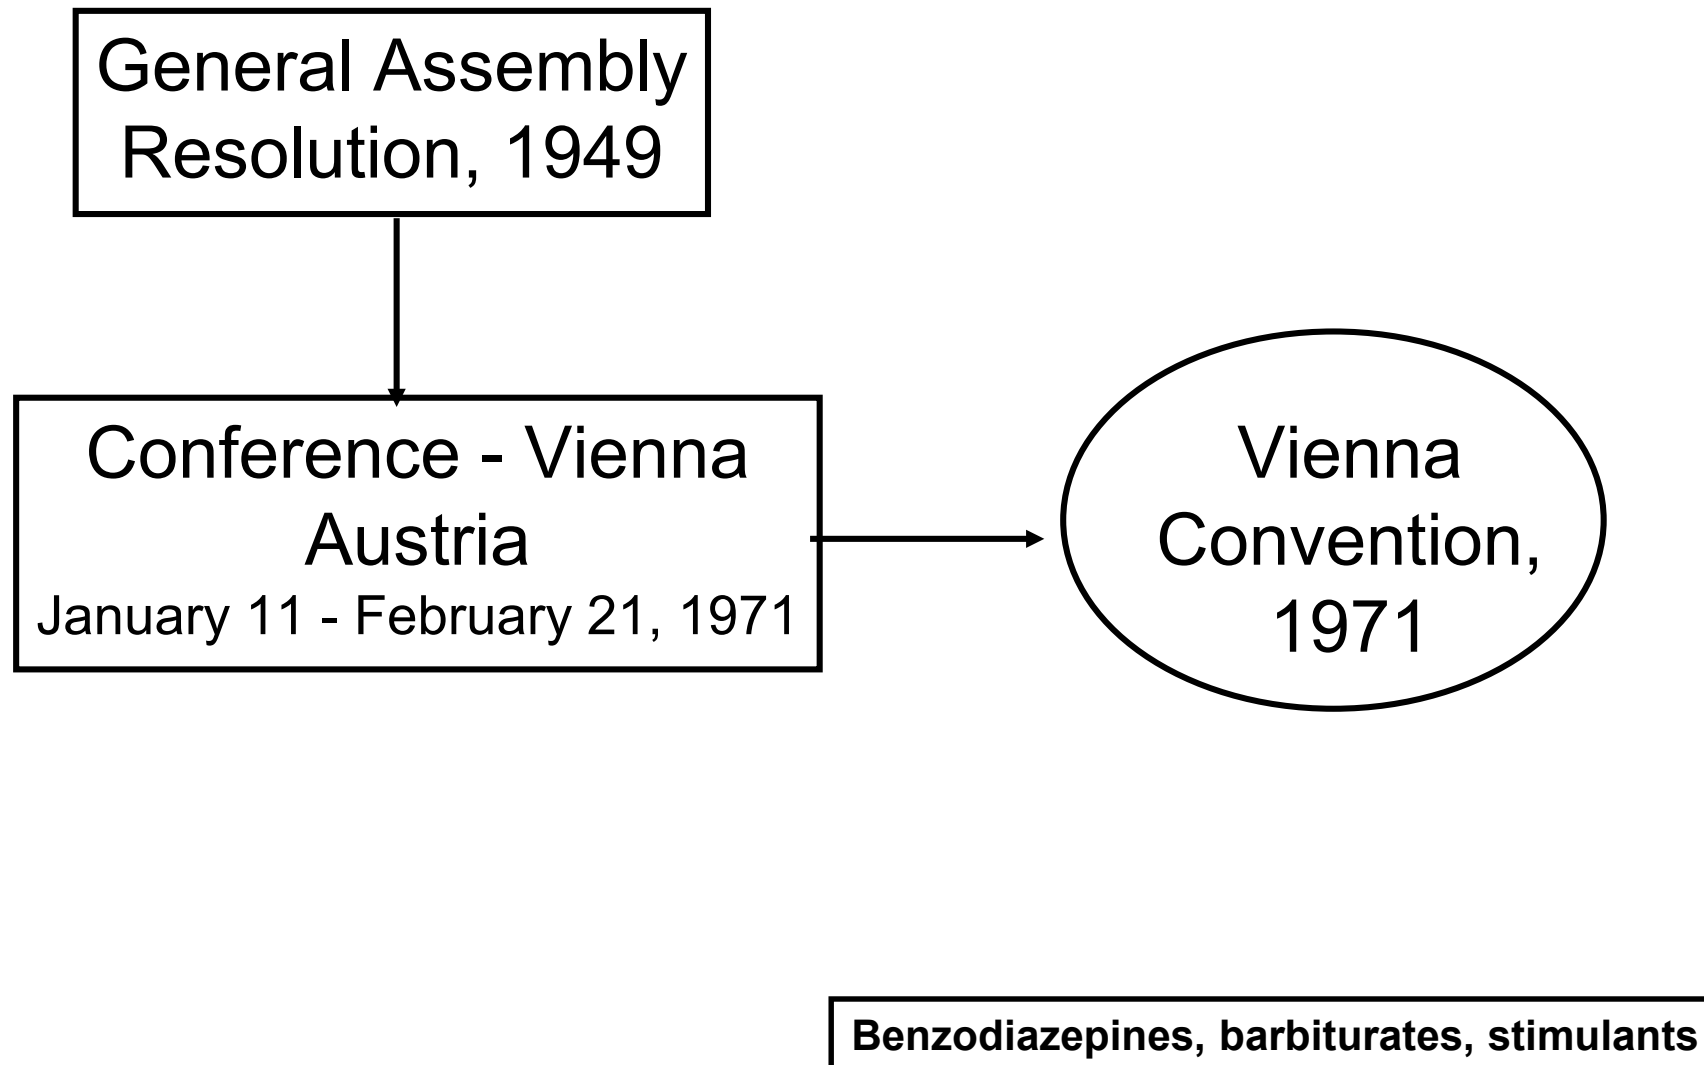 General Assembly
Resolution, 1949
Conference - Vienna
Austria
January 11 - February 21, 1971
Vienna
Convention,
1971
Benzodiazepines, barbiturates, stimulants